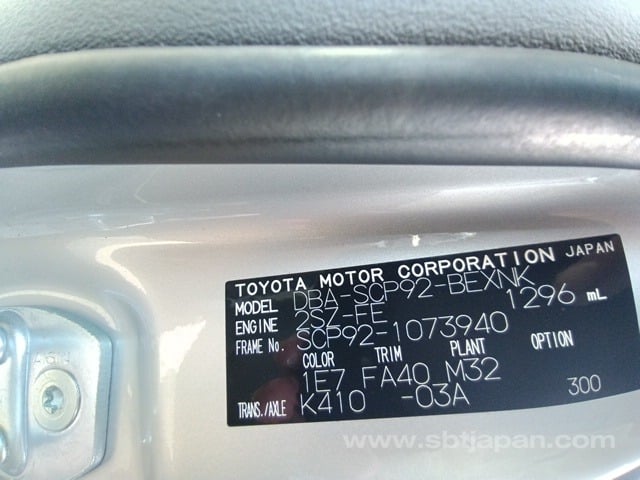 TOYOTA MOTOR CORPORATION JAPAN
MODEL DBA-SCP92-BEXNK
ENGINE 2SZ-FE 1296 mL
FRAME No. SCP92-1073940
COLOR TRIM PLANT OPTION
1E7 FA40 M32
TRANS./AXLE K410 -03A 300
www.sbtjapan.com